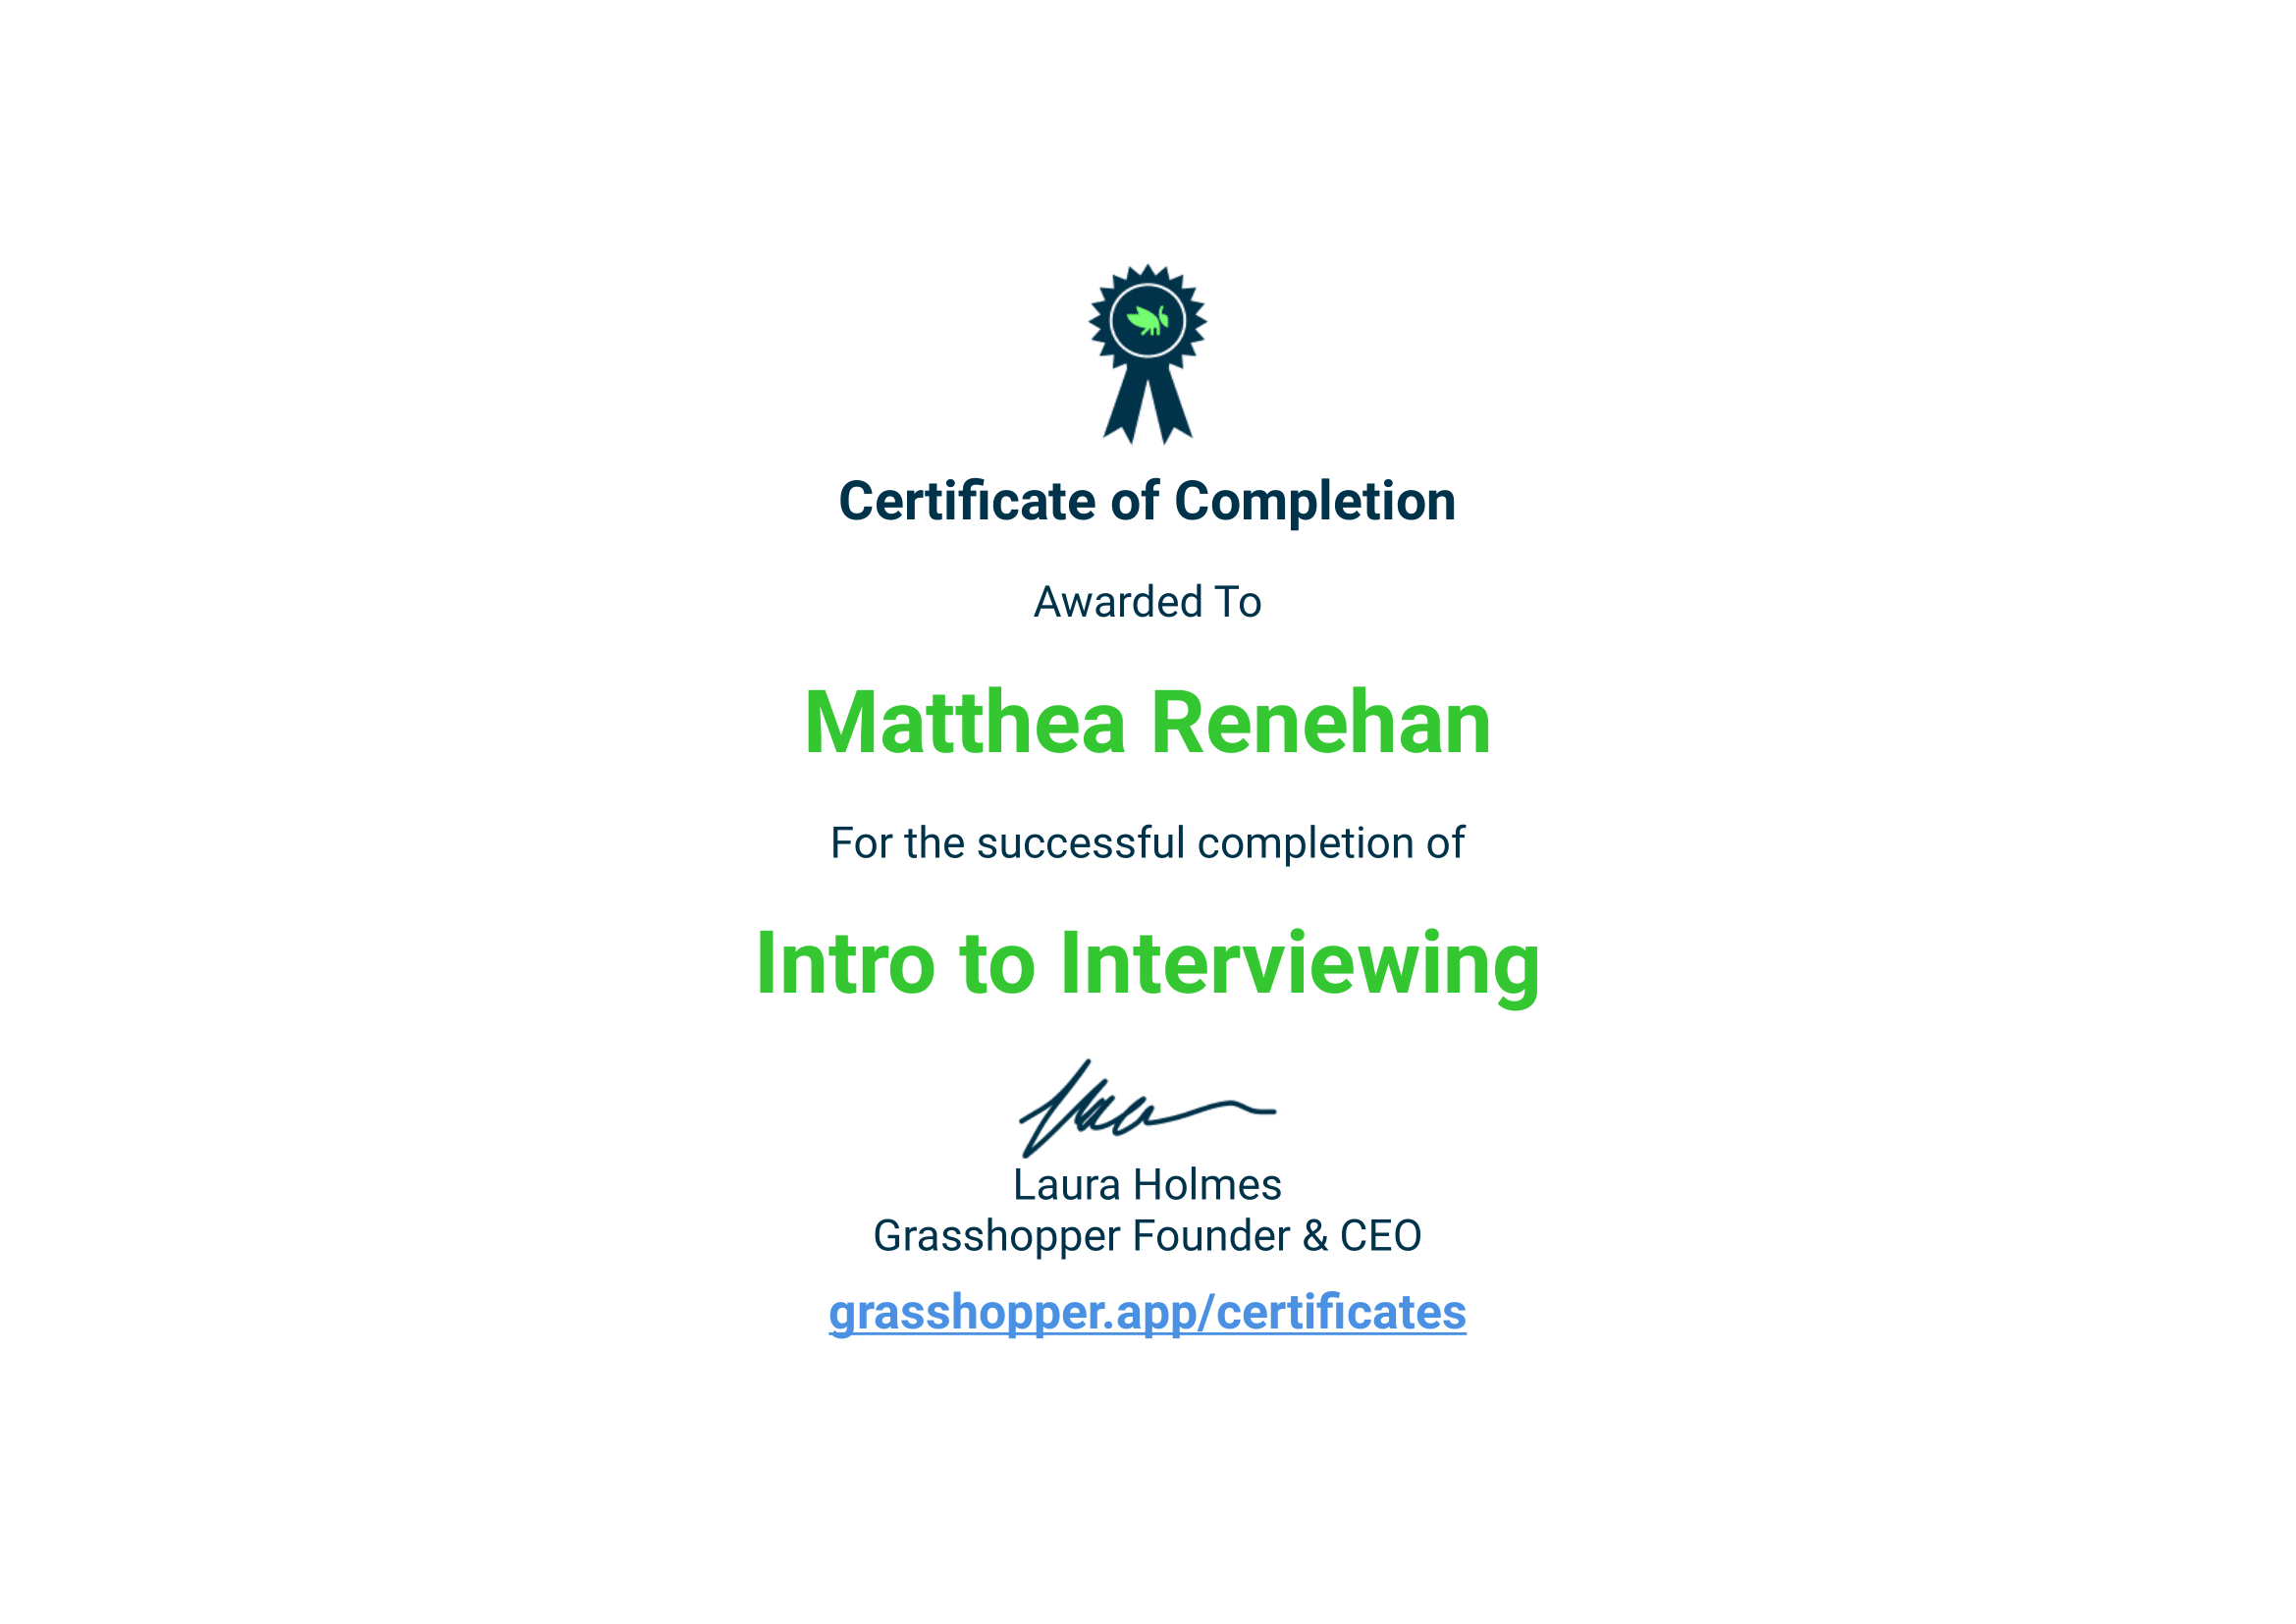 Certificate of Completion
Awarded To
Matthea Renehan
For the successful completion of
Intro to Interviewing
Laura Holmes
Grasshopper Founder & CEO
grasshopper.app/certificates